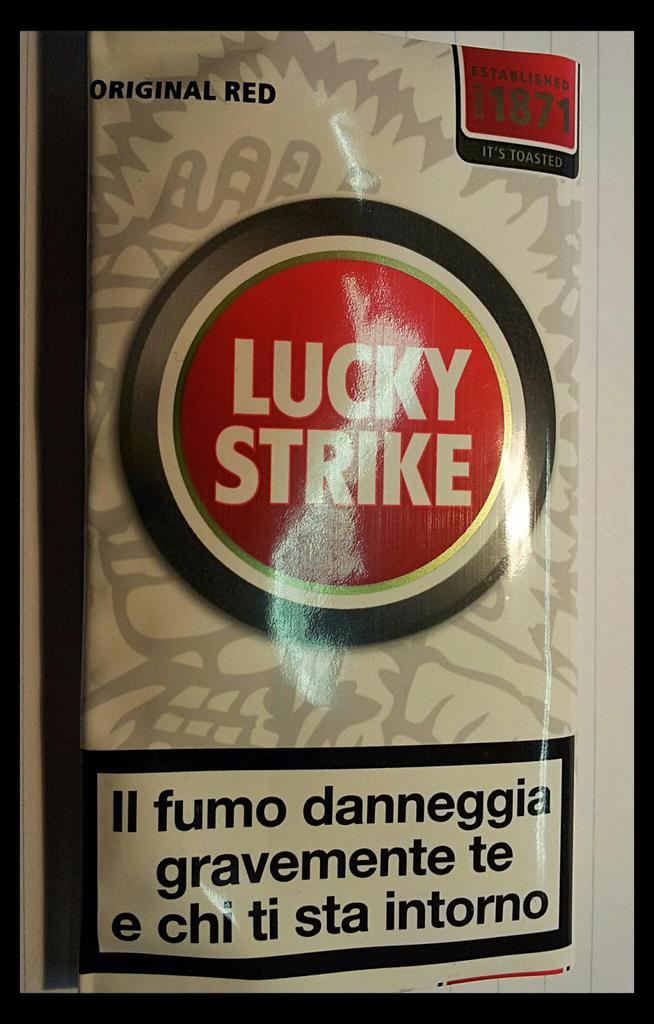 ORIGINAL RED
ESTABLISHED
SINCE 1871
IT'S TOASTED
LUCKY
STRIKE
Il fumo danneggia
gravemente te
e chi ti sta intorno